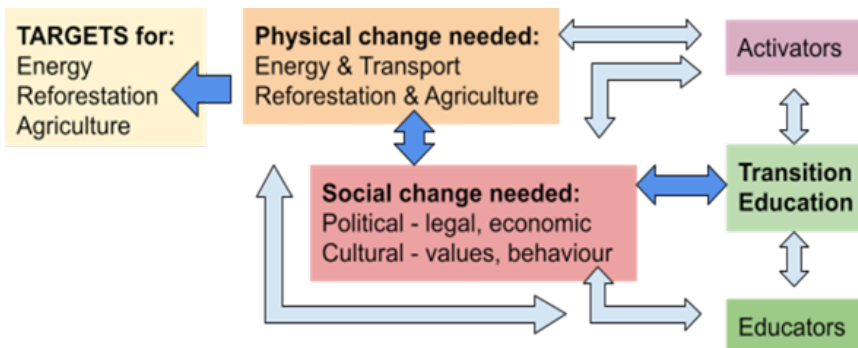 TARGETS for:
Energy
Reforestation
Agriculture
Physical change needed:
Energy & Transport
Reforestation & Agriculture
Activators
Social change needed:
Political - legal, economic
Cultural - values, behaviour
Transition
Education
Educators